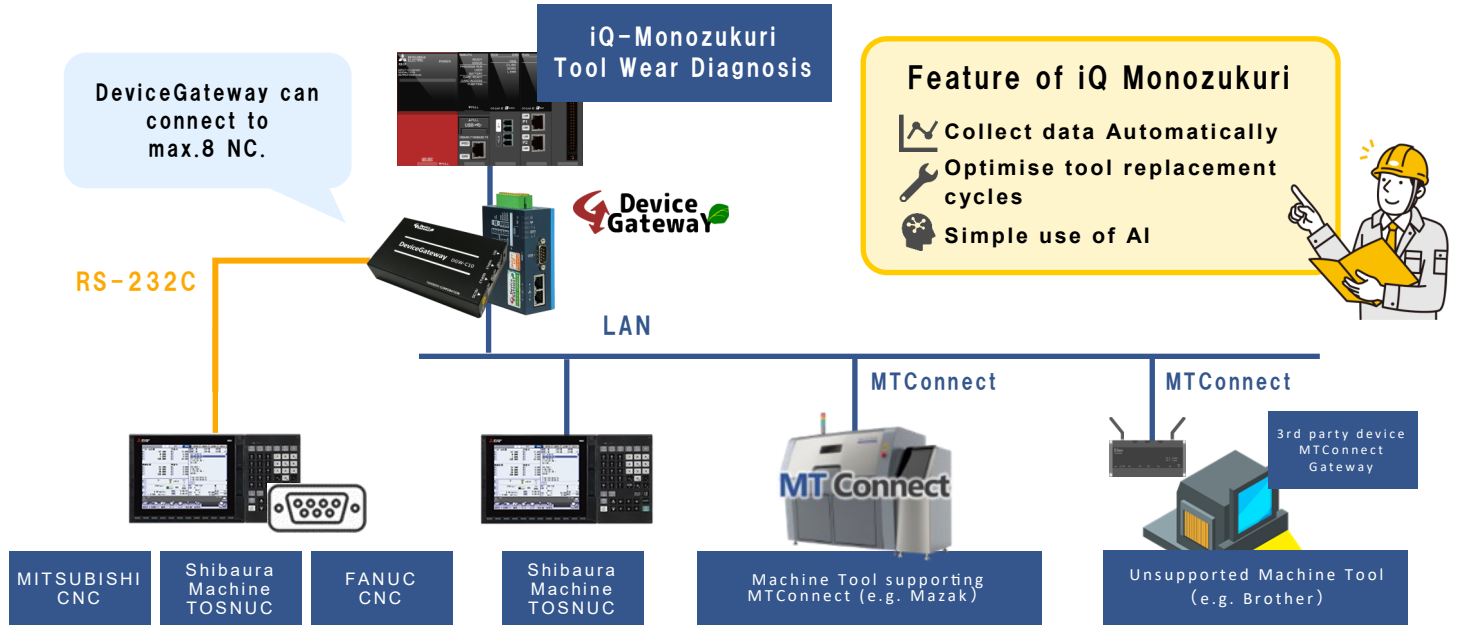 iQ-Monozukuri
Tool Wear Diagnosis
DeviceGateway can
connect to
max.8 NC.
Feature of iQ Monozukuri
Collect data Automatically
Optimise tool replacement
cycles
Simple use of AI
Device
Gateway
DeviceGateway
DGW-C10
RS-232C
LAN
MTConnect
MTConnect
3rd party device
MTConnect
Gateway
MT Connect
MITSUBISHI
CNC
Shibaura
Machine
TOSNUC
FANUC
CNC
Shibaura
Machine
TOSNUC
Machine Tool supporting
MTConnect (e.g. Mazak）
Unsupported Machine Tool
（e.g. Brother）